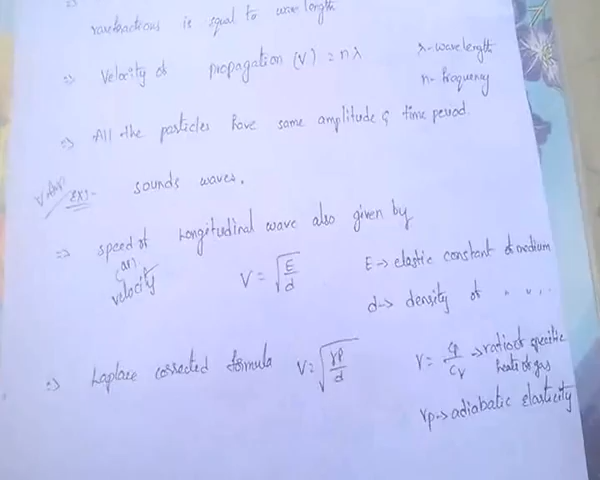 rarefractions is equal to wave length
⇒ Velocity of propagation (V) = nλ λ - wave length
n - frequency
⇒ All the particles have same amplitude & time period.
Exs - sounds waves.
⇒ speed of Longitudinal wave also given by
(or)
velocity V = √(E/d) E → elastic constant of medium
d → density of " " "
⇒ Laplace corrected formula V = √(γP/d) γ = Cp/Cv → ratio of specific
heats of gas
γp → adiabatic elasticity